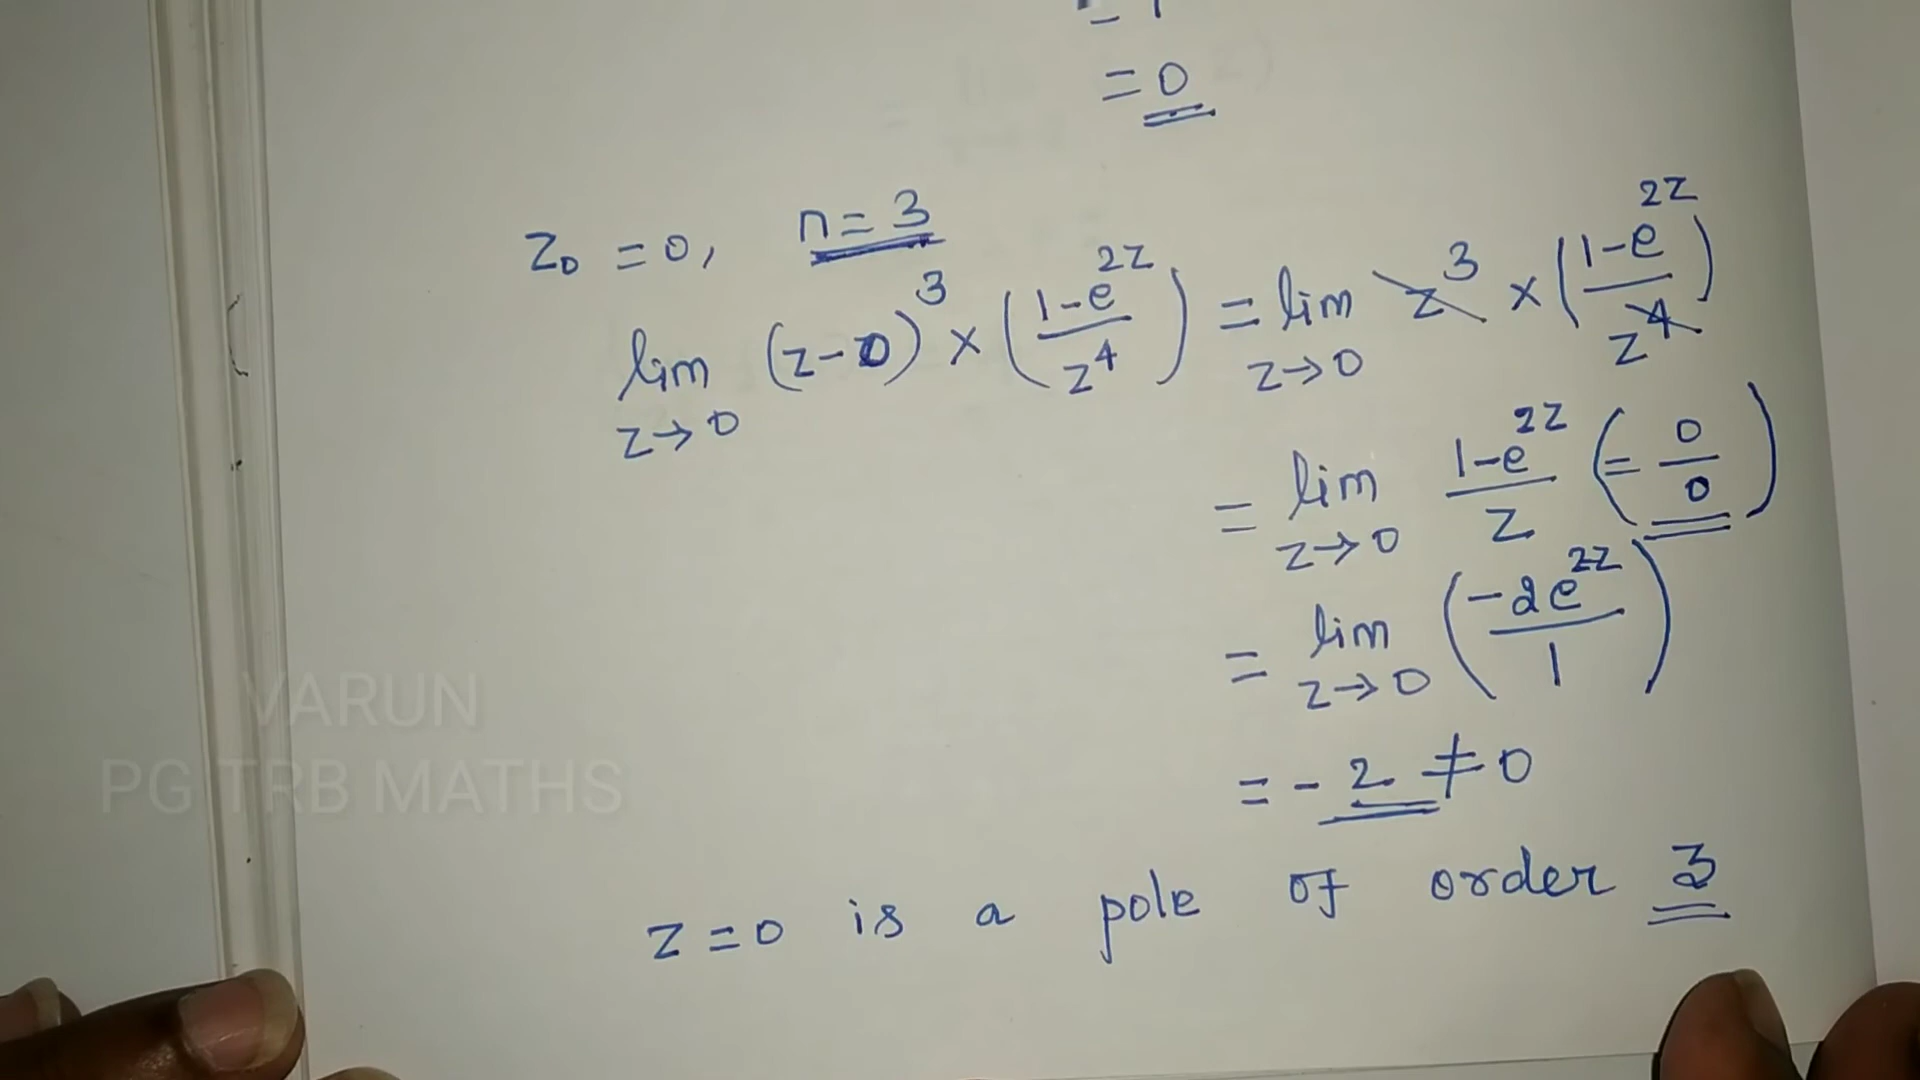 = 0
z₀ = 0, n = 3
lim z→0 (z-0)³ × ((1-e^2z)/z⁴) = lim z→0 z³ × ((1-e^2z)/z⁴)
= lim z→0 (1-e^2z)/z (= 0/0)
= lim z→0 (-2e^2z/1)
= -2 ≠ 0
z = 0 is a pole of order 3
VARUN
PG TRB MATHS